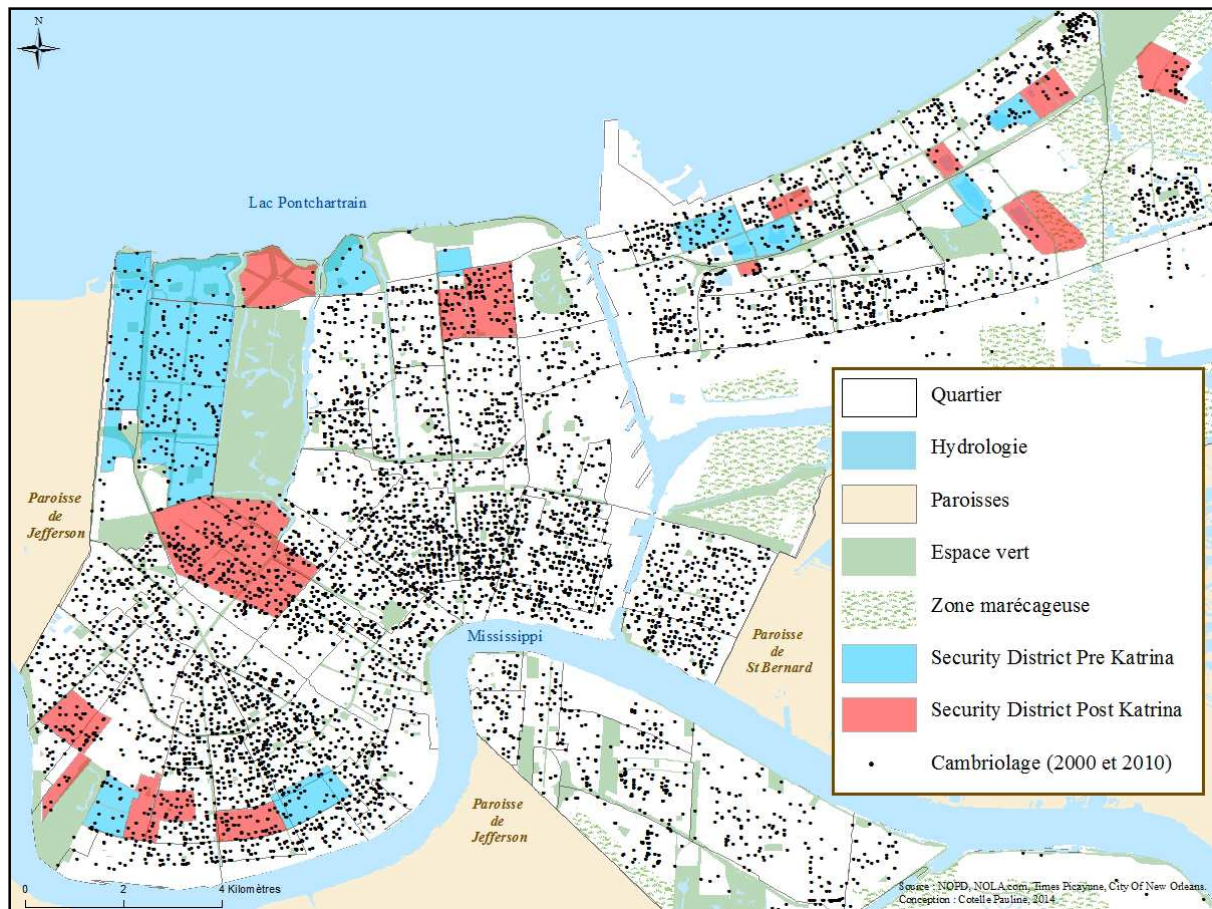 N
Lac Pontchartrain
Paroisse
de
Jefferson
Mississippi
Paroisse
de
St Bernard
Paroisse
de
Jefferson
Quartier
Hydrologie
Paroisses
Espace vert
Zone marécageuse
Security District Pre Katrina
Security District Post Katrina
Cambriolage (2000 et 2010)
0 2 4 Kilomètres
Source : NOPD, NOLA.com, Times Picayune, City Of New Orleans.
Conception : Cotelle Pauline, 2014